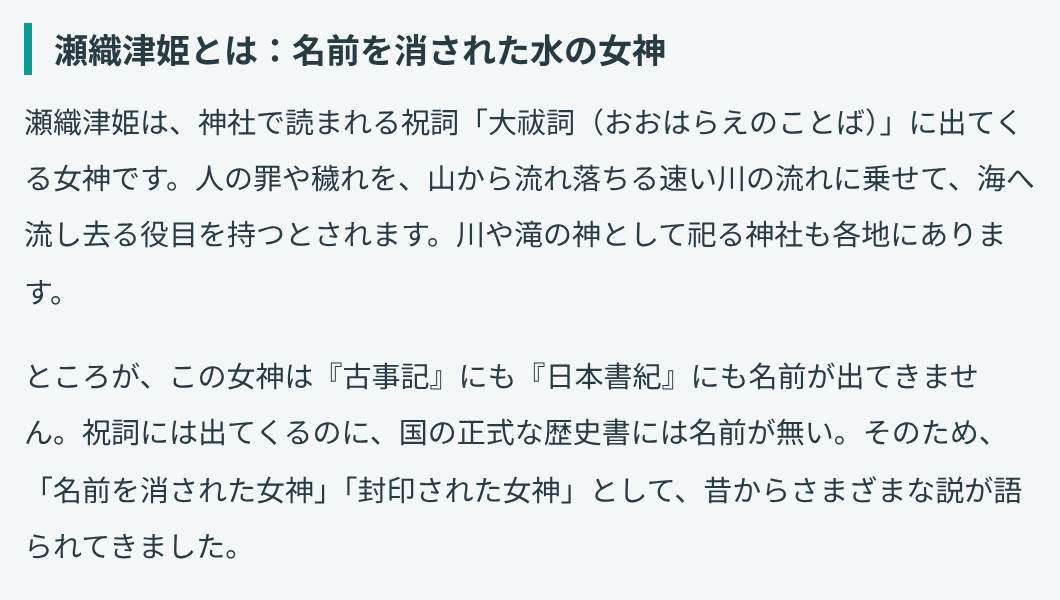 瀬織津姫とは：名前を消された水の女神
瀬織津姫は、神社で読まれる祝詞「大祓詞（おおはらえのことば）」に出てく
る女神です。人の罪や穢れを、山から流れ落ちる速い川の流れに乗せて、海へ
流し去る役目を持つとされます。川や滝の神として祀る神社も各地にありま
す。
ところが、この女神は『古事記』にも『日本書紀』にも名前が出てきませ
ん。祝詞には出てくるのに、国の正式な歴史書には名前が無い。そのため、
「名前を消された女神」「封印された女神」として、昔からさまざまな説が語
られてきました。